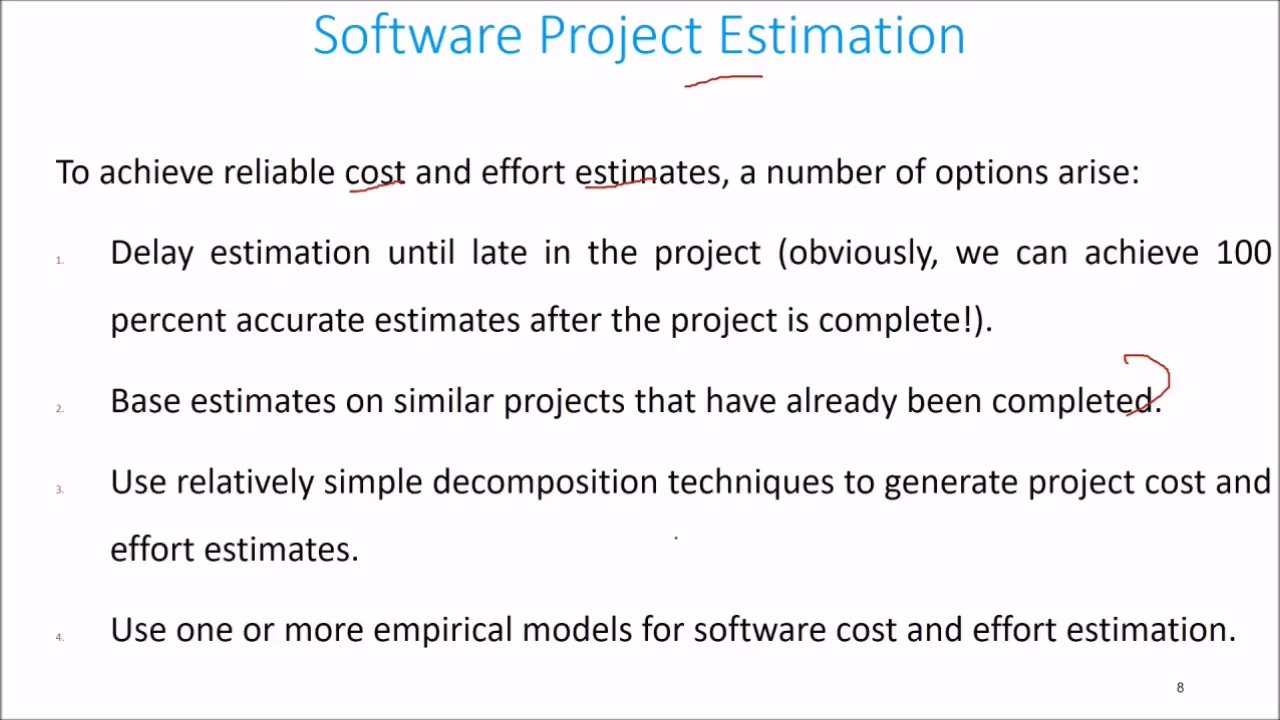 Software Project Estimation
To achieve reliable cost and effort estimates, a number of options arise:
1. Delay estimation until late in the project (obviously, we can achieve 100
percent accurate estimates after the project is complete!).
2. Base estimates on similar projects that have already been completed.
3. Use relatively simple decomposition techniques to generate project cost and
effort estimates.
4. Use one or more empirical models for software cost and effort estimation.
8